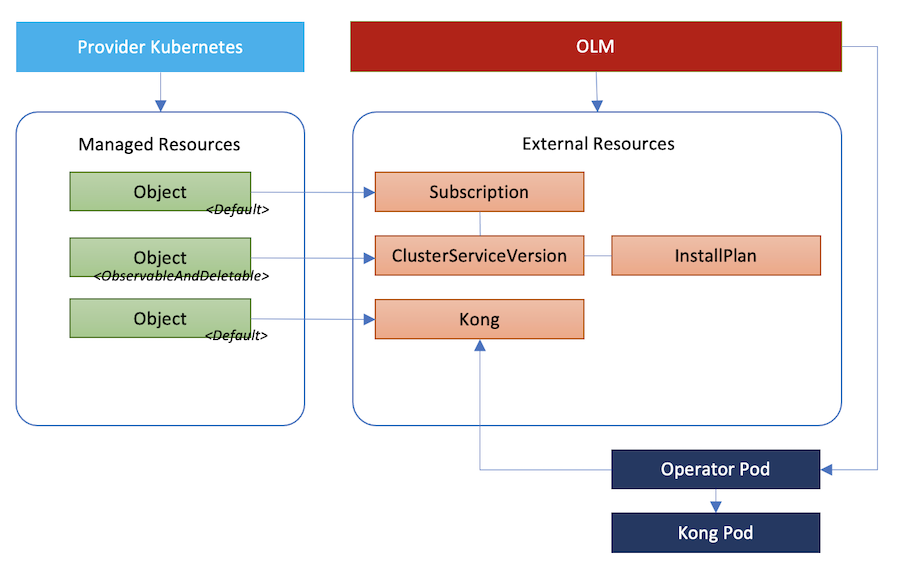 Provider Kubernetes
OLM
Managed Resources
External Resources
Object
<Default>
Subscription
Object
<ObservableAndDeletable>
ClusterServiceVersion
InstallPlan
Object
<Default>
Kong
Operator Pod
Kong Pod